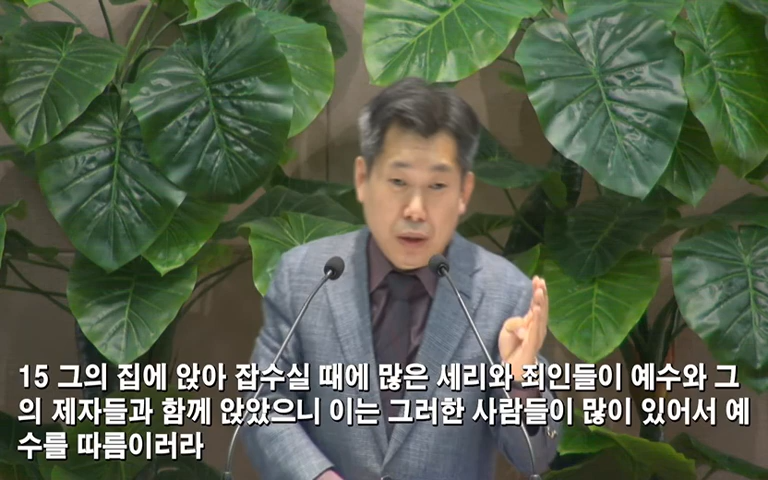 15 그의 집에 앉아 잡수실 때에 많은 세리와 죄인들이 예수와 그
의 제자들과 함께 앉았으니 이는 그러한 사람들이 많이 있어서 예
수를 따름이러라